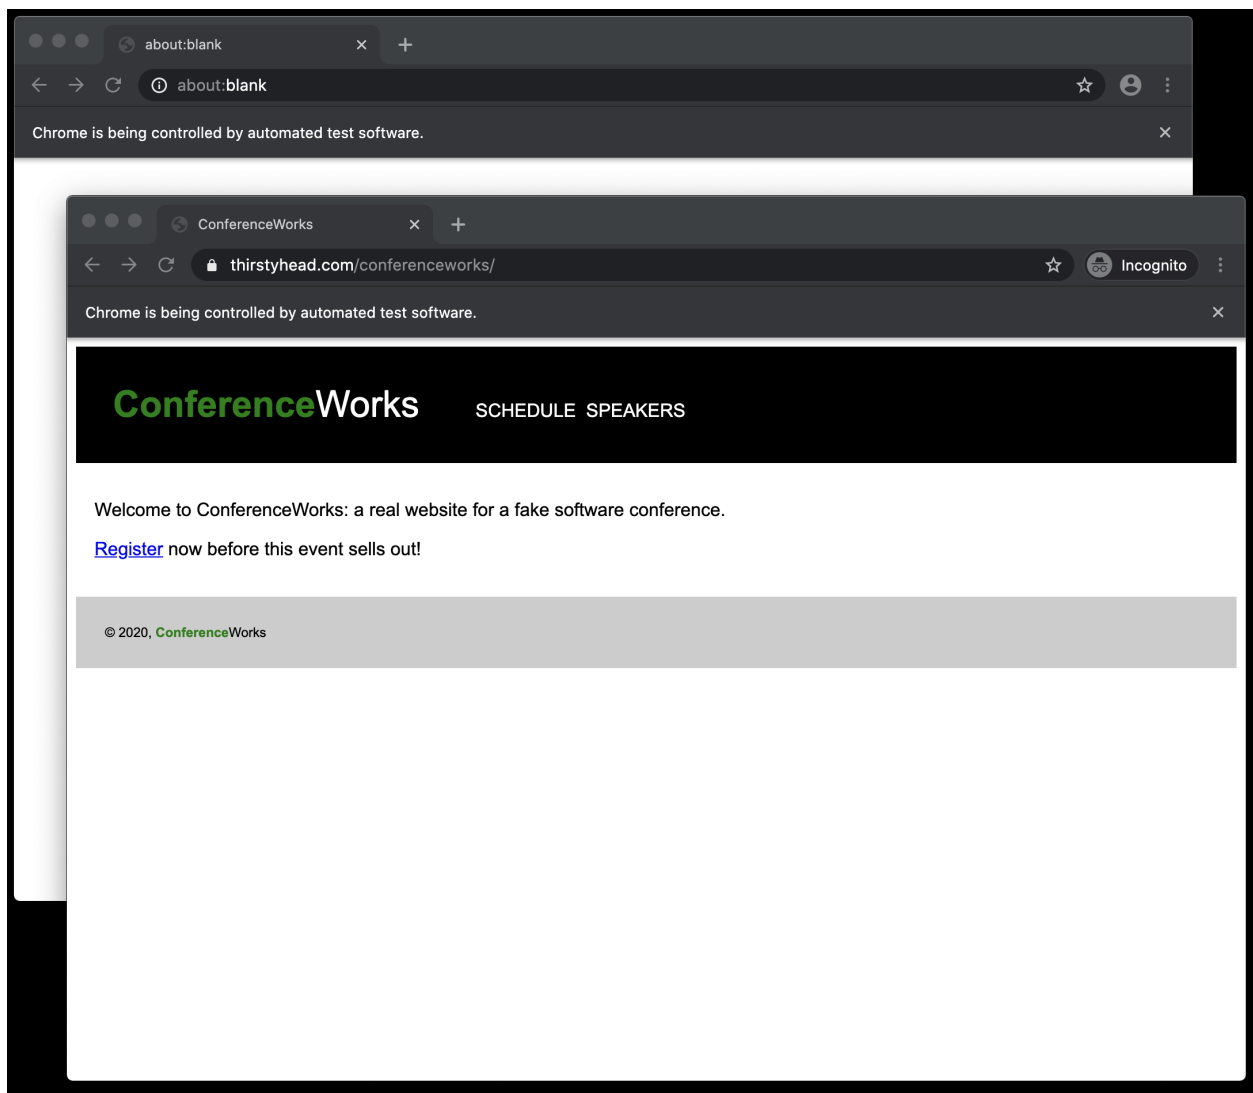 about:blank
about:blank
Chrome is being controlled by automated test software.
ConferenceWorks
thirstyhead.com/conferenceworks/
Incognito
Chrome is being controlled by automated test software.
ConferenceWorks SCHEDULE SPEAKERS
Welcome to ConferenceWorks: a real website for a fake software conference.
Register now before this event sells out!
© 2020, ConferenceWorks